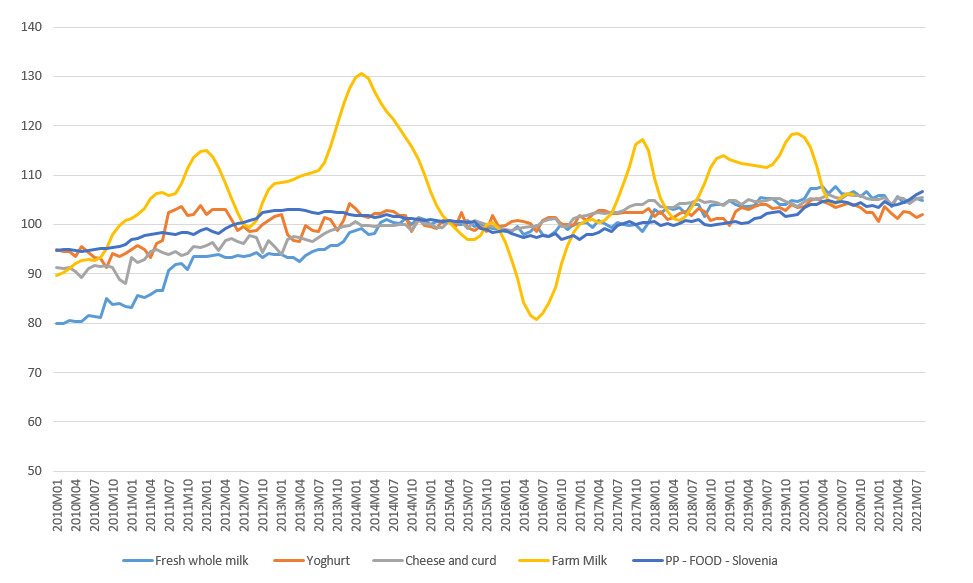 140
130
120
110
100
90
80
70
60
50
2010M01
2010M04
2010M07
2010M10
2011M01
2011M04
2011M07
2011M10
2012M01
2012M04
2012M07
2012M10
2013M01
2013M04
2013M07
2013M10
2014M01
2014M04
2014M07
2014M10
2015M01
2015M04
2015M07
2015M10
2016M01
2016M04
2016M07
2016M10
2017M01
2017M04
2017M07
2017M10
2018M01
2018M04
2018M07
2018M10
2019M01
2019M04
2019M07
2019M10
2020M01
2020M04
2020M07
2020M10
2021M01
2021M04
2021M07
Fresh whole milk Yoghurt Cheese and curd Farm Milk PP - FOOD - Slovenia